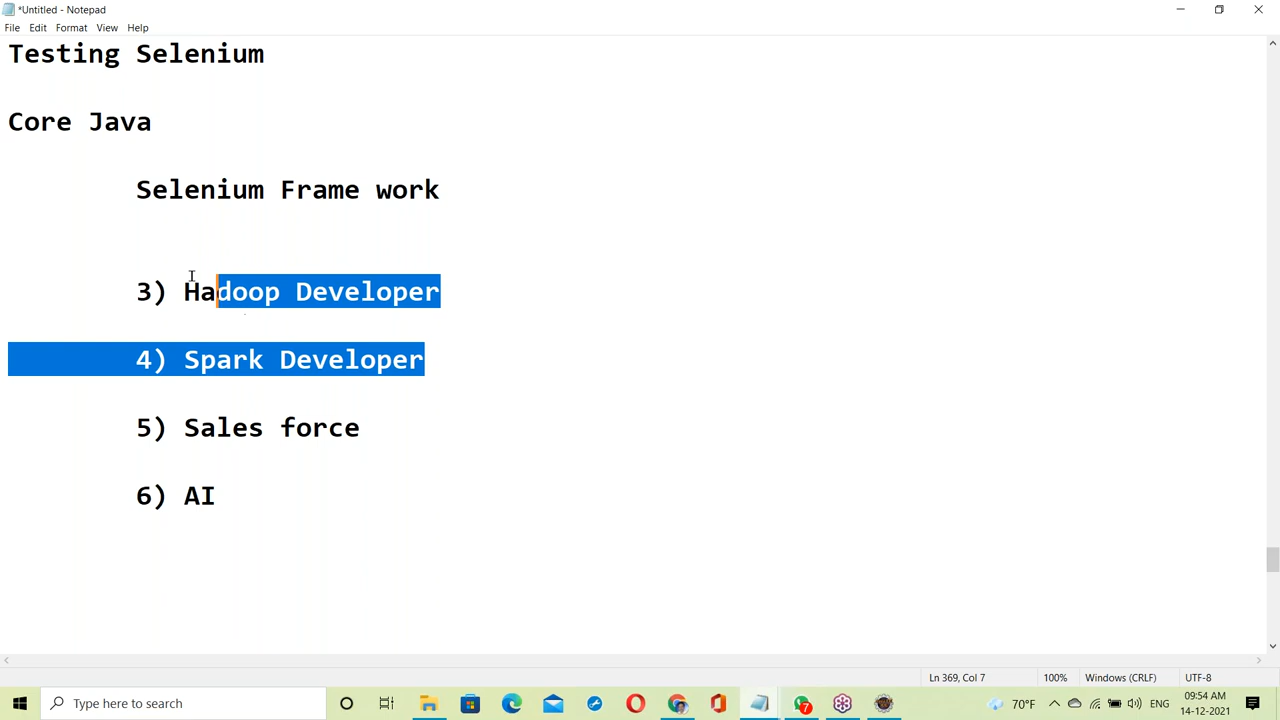 *Untitled - Notepad
File Edit Format View Help
Testing Selenium
Core Java
Selenium Frame work
3) Hadoop Developer
4) Spark Developer
5) Sales force
6) AI
Ln 369, Col 7 100% Windows (CRLF) UTF-8
Type here to search
7
70°F
ENG
09:54 AM
14-12-2021